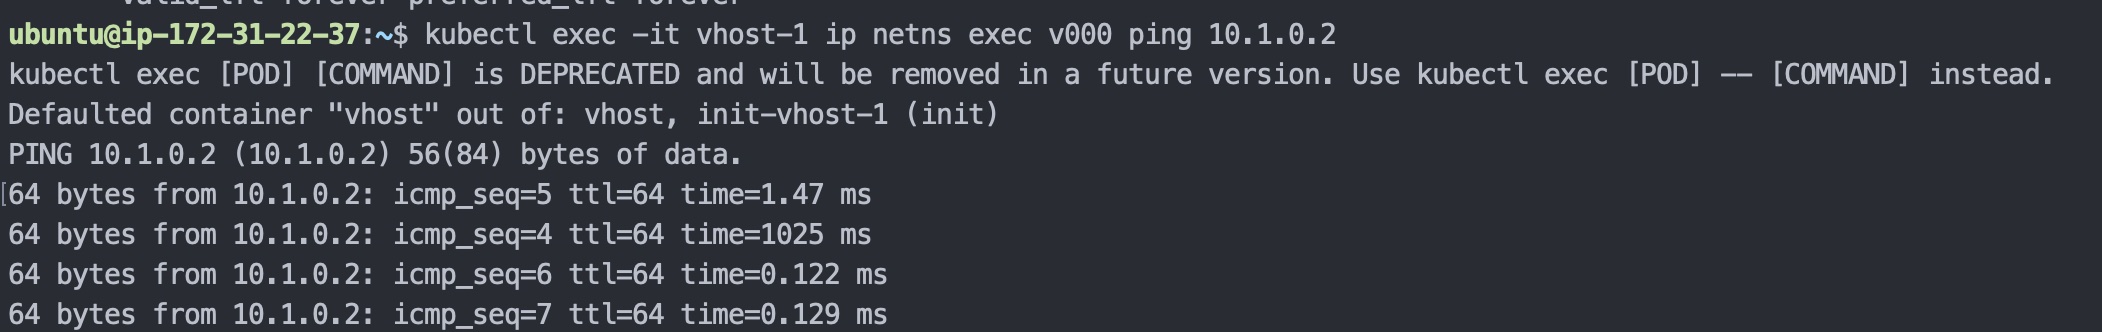 valid_lft forever preferred_lft forever
ubuntu@ip-172-31-22-37:~$ kubectl exec -it vhost-1 ip netns exec v000 ping 10.1.0.2
kubectl exec [POD] [COMMAND] is DEPRECATED and will be removed in a future version. Use kubectl exec [POD] -- [COMMAND] instead.
Defaulted container "vhost" out of: vhost, init-vhost-1 (init)
PING 10.1.0.2 (10.1.0.2) 56(84) bytes of data.
[64 bytes from 10.1.0.2: icmp_seq=5 ttl=64 time=1.47 ms
64 bytes from 10.1.0.2: icmp_seq=4 ttl=64 time=1025 ms
64 bytes from 10.1.0.2: icmp_seq=6 ttl=64 time=0.122 ms
64 bytes from 10.1.0.2: icmp_seq=7 ttl=64 time=0.129 ms